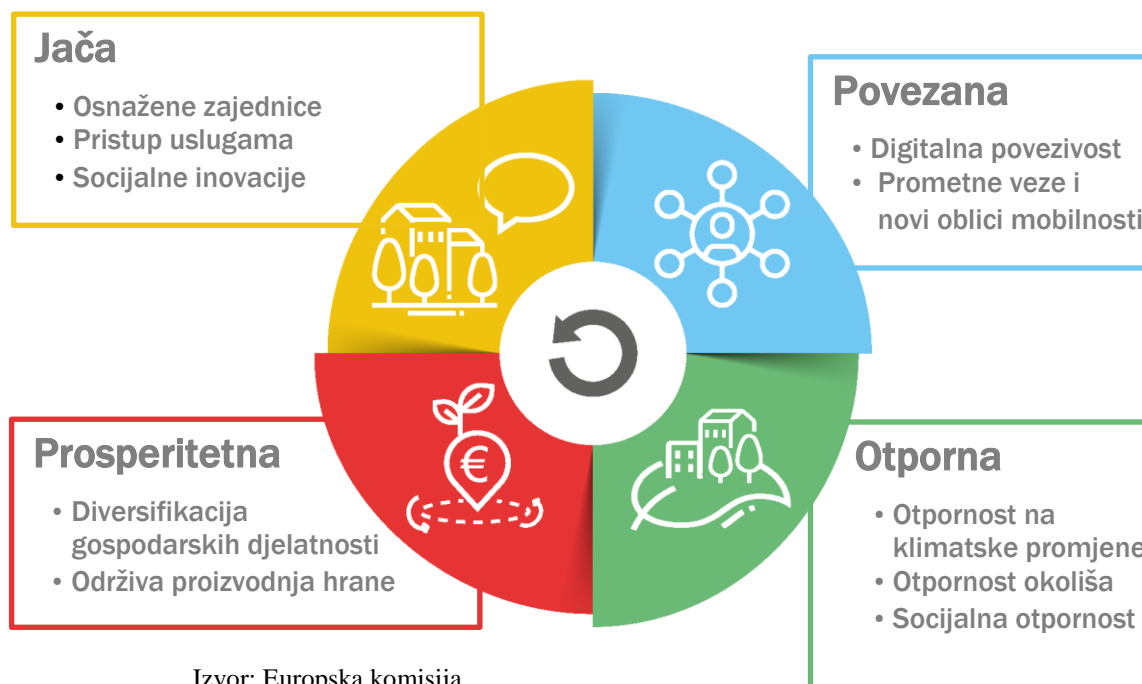 Jača
• Osnažene zajednice
• Pristup uslugama
• Socijalne inovacije
Povezana
• Digitalna povezivost
• Prometne veze i
novi oblici mobilnosti
€
Prosperitetna
• Diversifikacija
gospodarskih djelatnosti
• Održiva proizvodnja hrane
Otporna
• Otpornost na
klimatske promjene
• Otpornost okoliša
• Socijalna otpornost
Izvor: Europska komisija